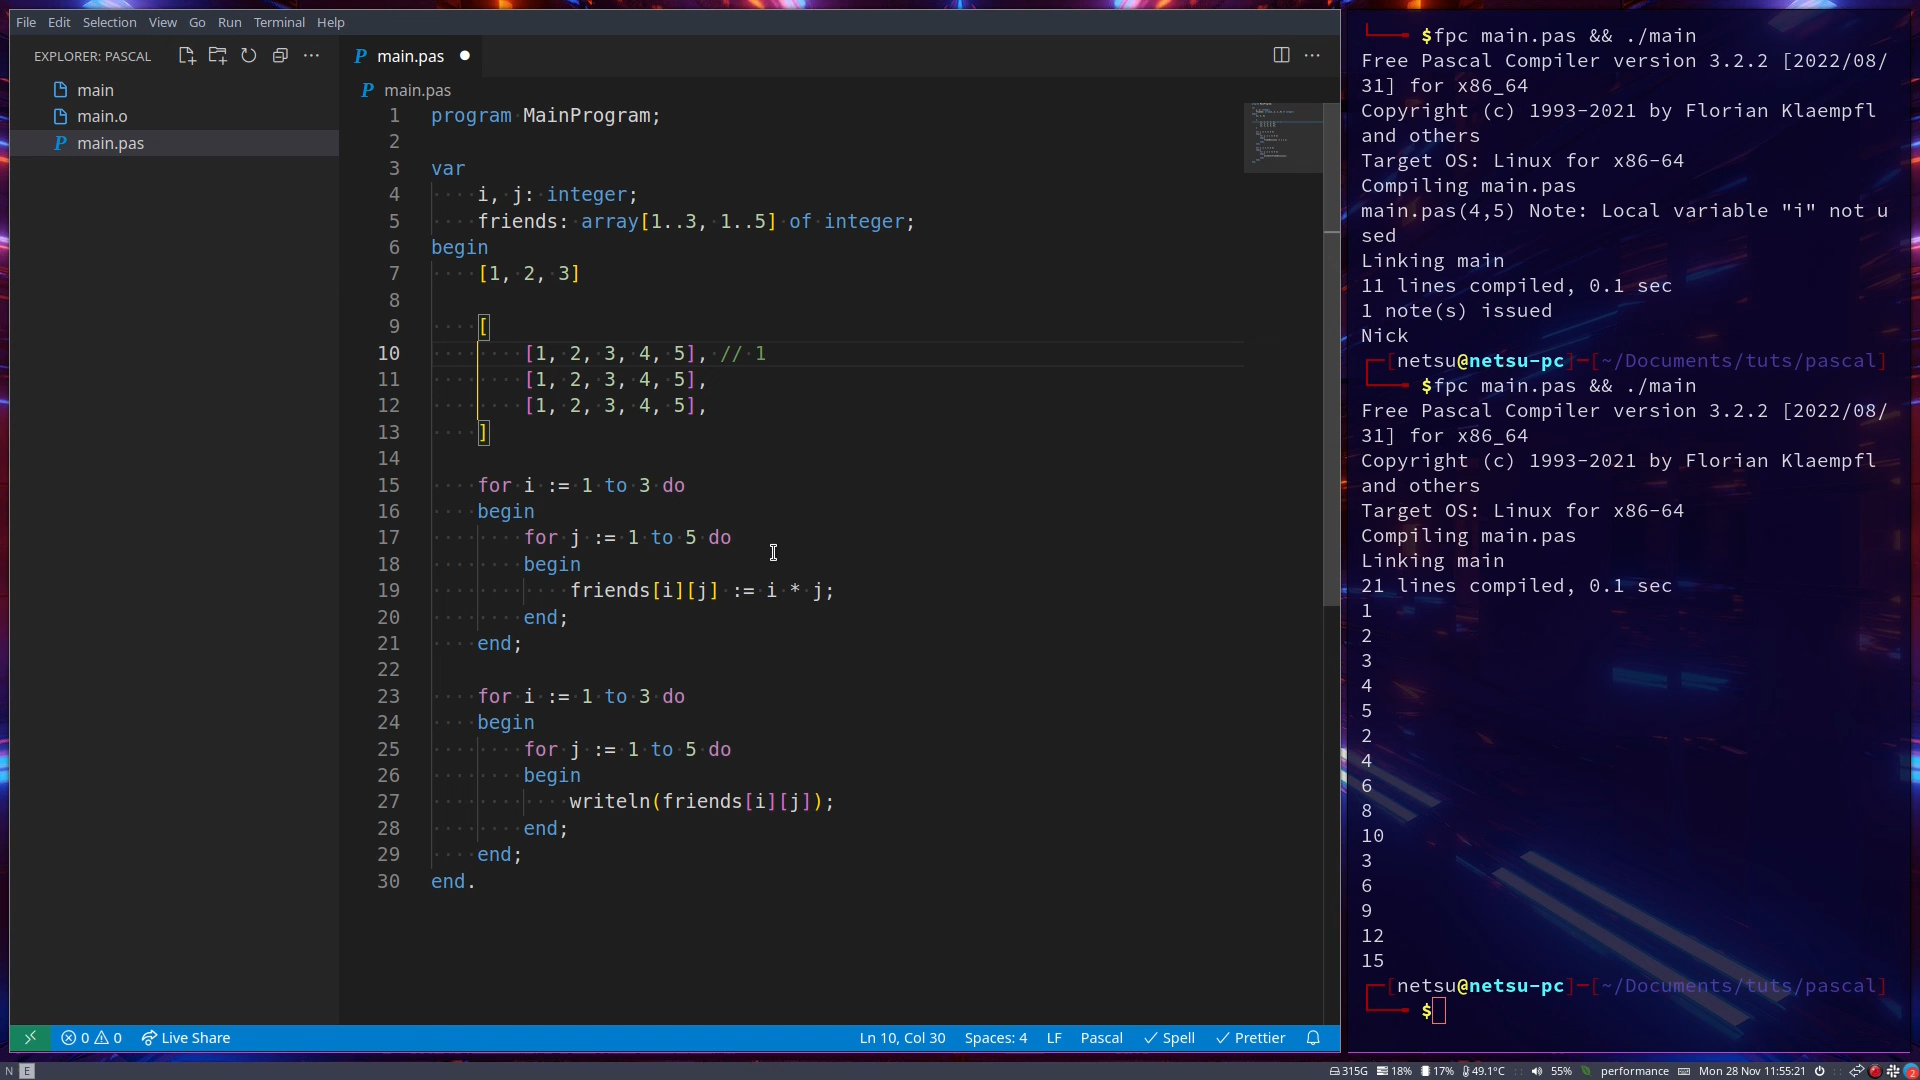 File Edit Selection View Go Run Terminal Help
EXPLORER: PASCAL
main
main.o
main.pas
main.pas
main.pas
1 program MainProgram;
2
3 var
4 i, j: integer;
5 friends: array[1..3, 1..5] of integer;
6 begin
7 [1, 2, 3]
8
9 [
10 [1, 2, 3, 4, 5], // 1
11 [1, 2, 3, 4, 5],
12 [1, 2, 3, 4, 5],
13 ]
14
15 for i := 1 to 3 do
16 begin
17 for j := 1 to 5 do
18 begin
19 friends[i][j] := i * j;
20 end;
21 end;
22
23 for i := 1 to 3 do
24 begin
25 for j := 1 to 5 do
26 begin
27 writeln(friends[i][j]);
28 end;
29 end;
30 end.
0 0 Live Share
Ln 10, Col 30 Spaces: 4 LF Pascal Spell Prettier
$fpc main.pas && ./main
Free Pascal Compiler version 3.2.2 [2022/08/
31] for x86_64
Copyright (c) 1993-2021 by Florian Klaempfl
and others
Target OS: Linux for x86-64
Compiling main.pas
main.pas(4,5) Note: Local variable "i" not u
sed
Linking main
11 lines compiled, 0.1 sec
1 note(s) issued
Nick
[netsu@netsu-pc]-[~/Documents/tuts/pascal]
$fpc main.pas && ./main
Free Pascal Compiler version 3.2.2 [2022/08/
31] for x86_64
Copyright (c) 1993-2021 by Florian Klaempfl
and others
Target OS: Linux for x86-64
Compiling main.pas
Linking main
21 lines compiled, 0.1 sec
1
2
3
4
5
2
4
6
8
10
3
6
9
12
15
[netsu@netsu-pc]-[~/Documents/tuts/pascal]
$
N E
315G 18% 17% 49.1°C 55% performance Mon 28 Nov 11:55:21 2